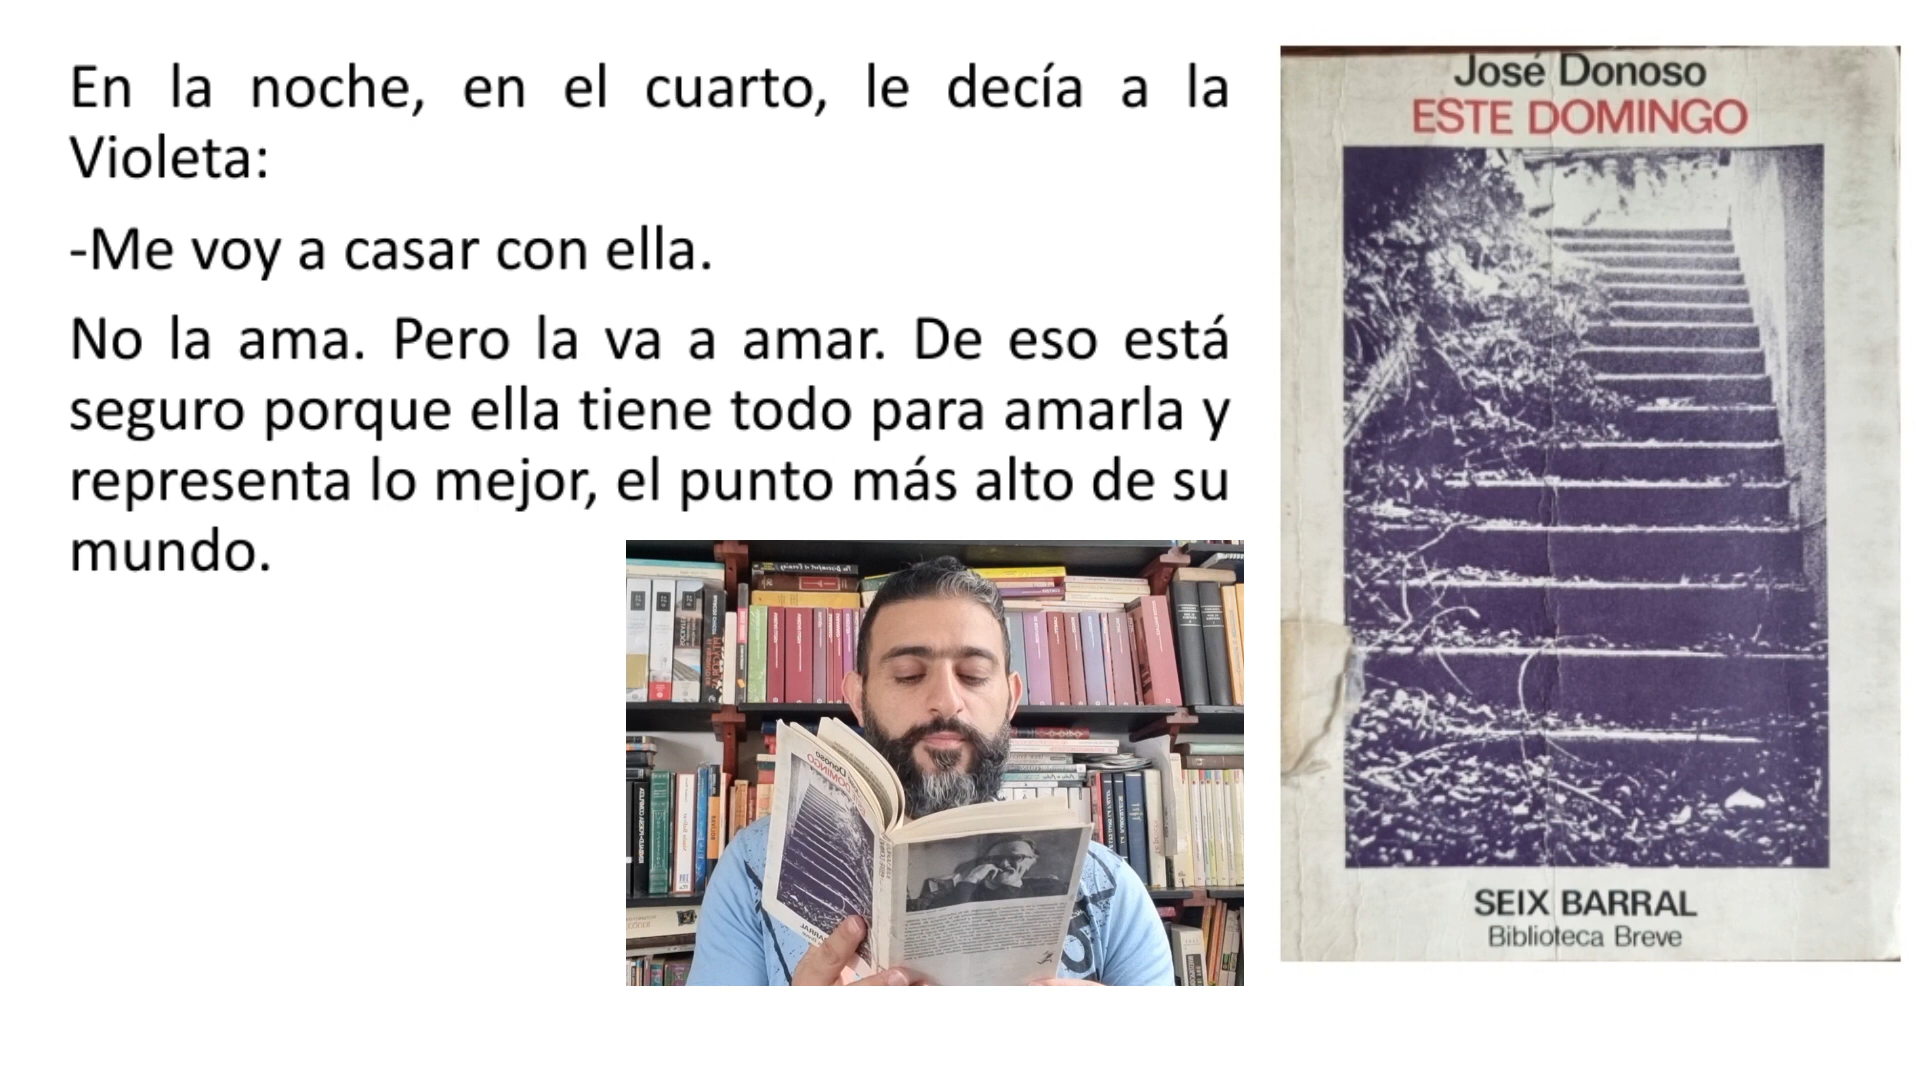 En la noche, en el cuarto, le decía a la
Violeta:
-Me voy a casar con ella.
No la ama. Pero la va a amar. De eso está
seguro porque ella tiene todo para amarla y
representa lo mejor, el punto más alto de su
mundo.
José Donoso
ESTE DOMINGO
SEIX BARRAL
Biblioteca Breve